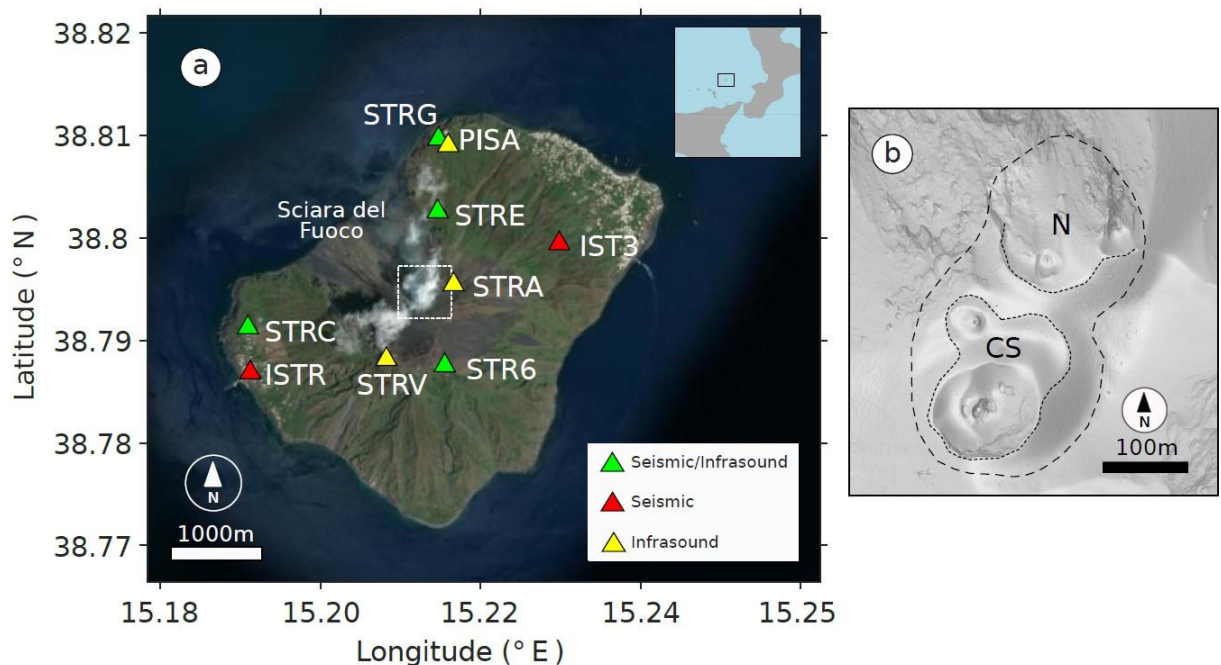 38.82
38.81
38.8
38.79
38.78
38.77
Latitude (° N)
a
STRG
PISA
Sciara del
Fuoco
STRE
IST3
STRA
STRC
ISTR
STRV
STR6
N
1000m
Seismic/Infrasound
Seismic
Infrasound
15.18
15.20
15.22
15.24
15.25
Longitude (° E)
b
N
CS
N
100m